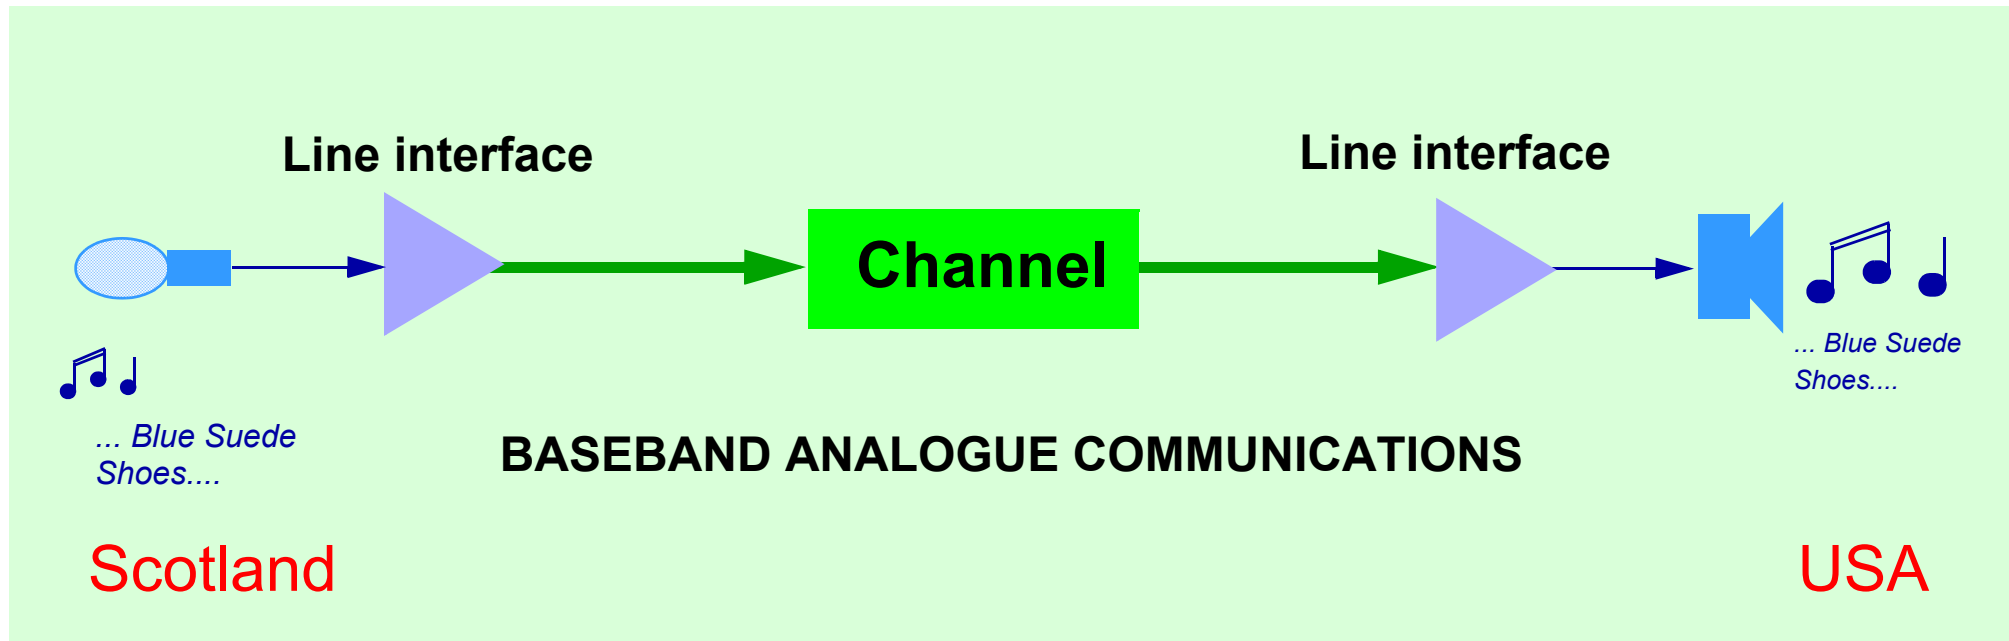 Line interface
Line interface
Channel
... Blue Suede
Shoes....
... Blue Suede
Shoes....
BASEBAND ANALOGUE COMMUNICATIONS
Scotland
USA